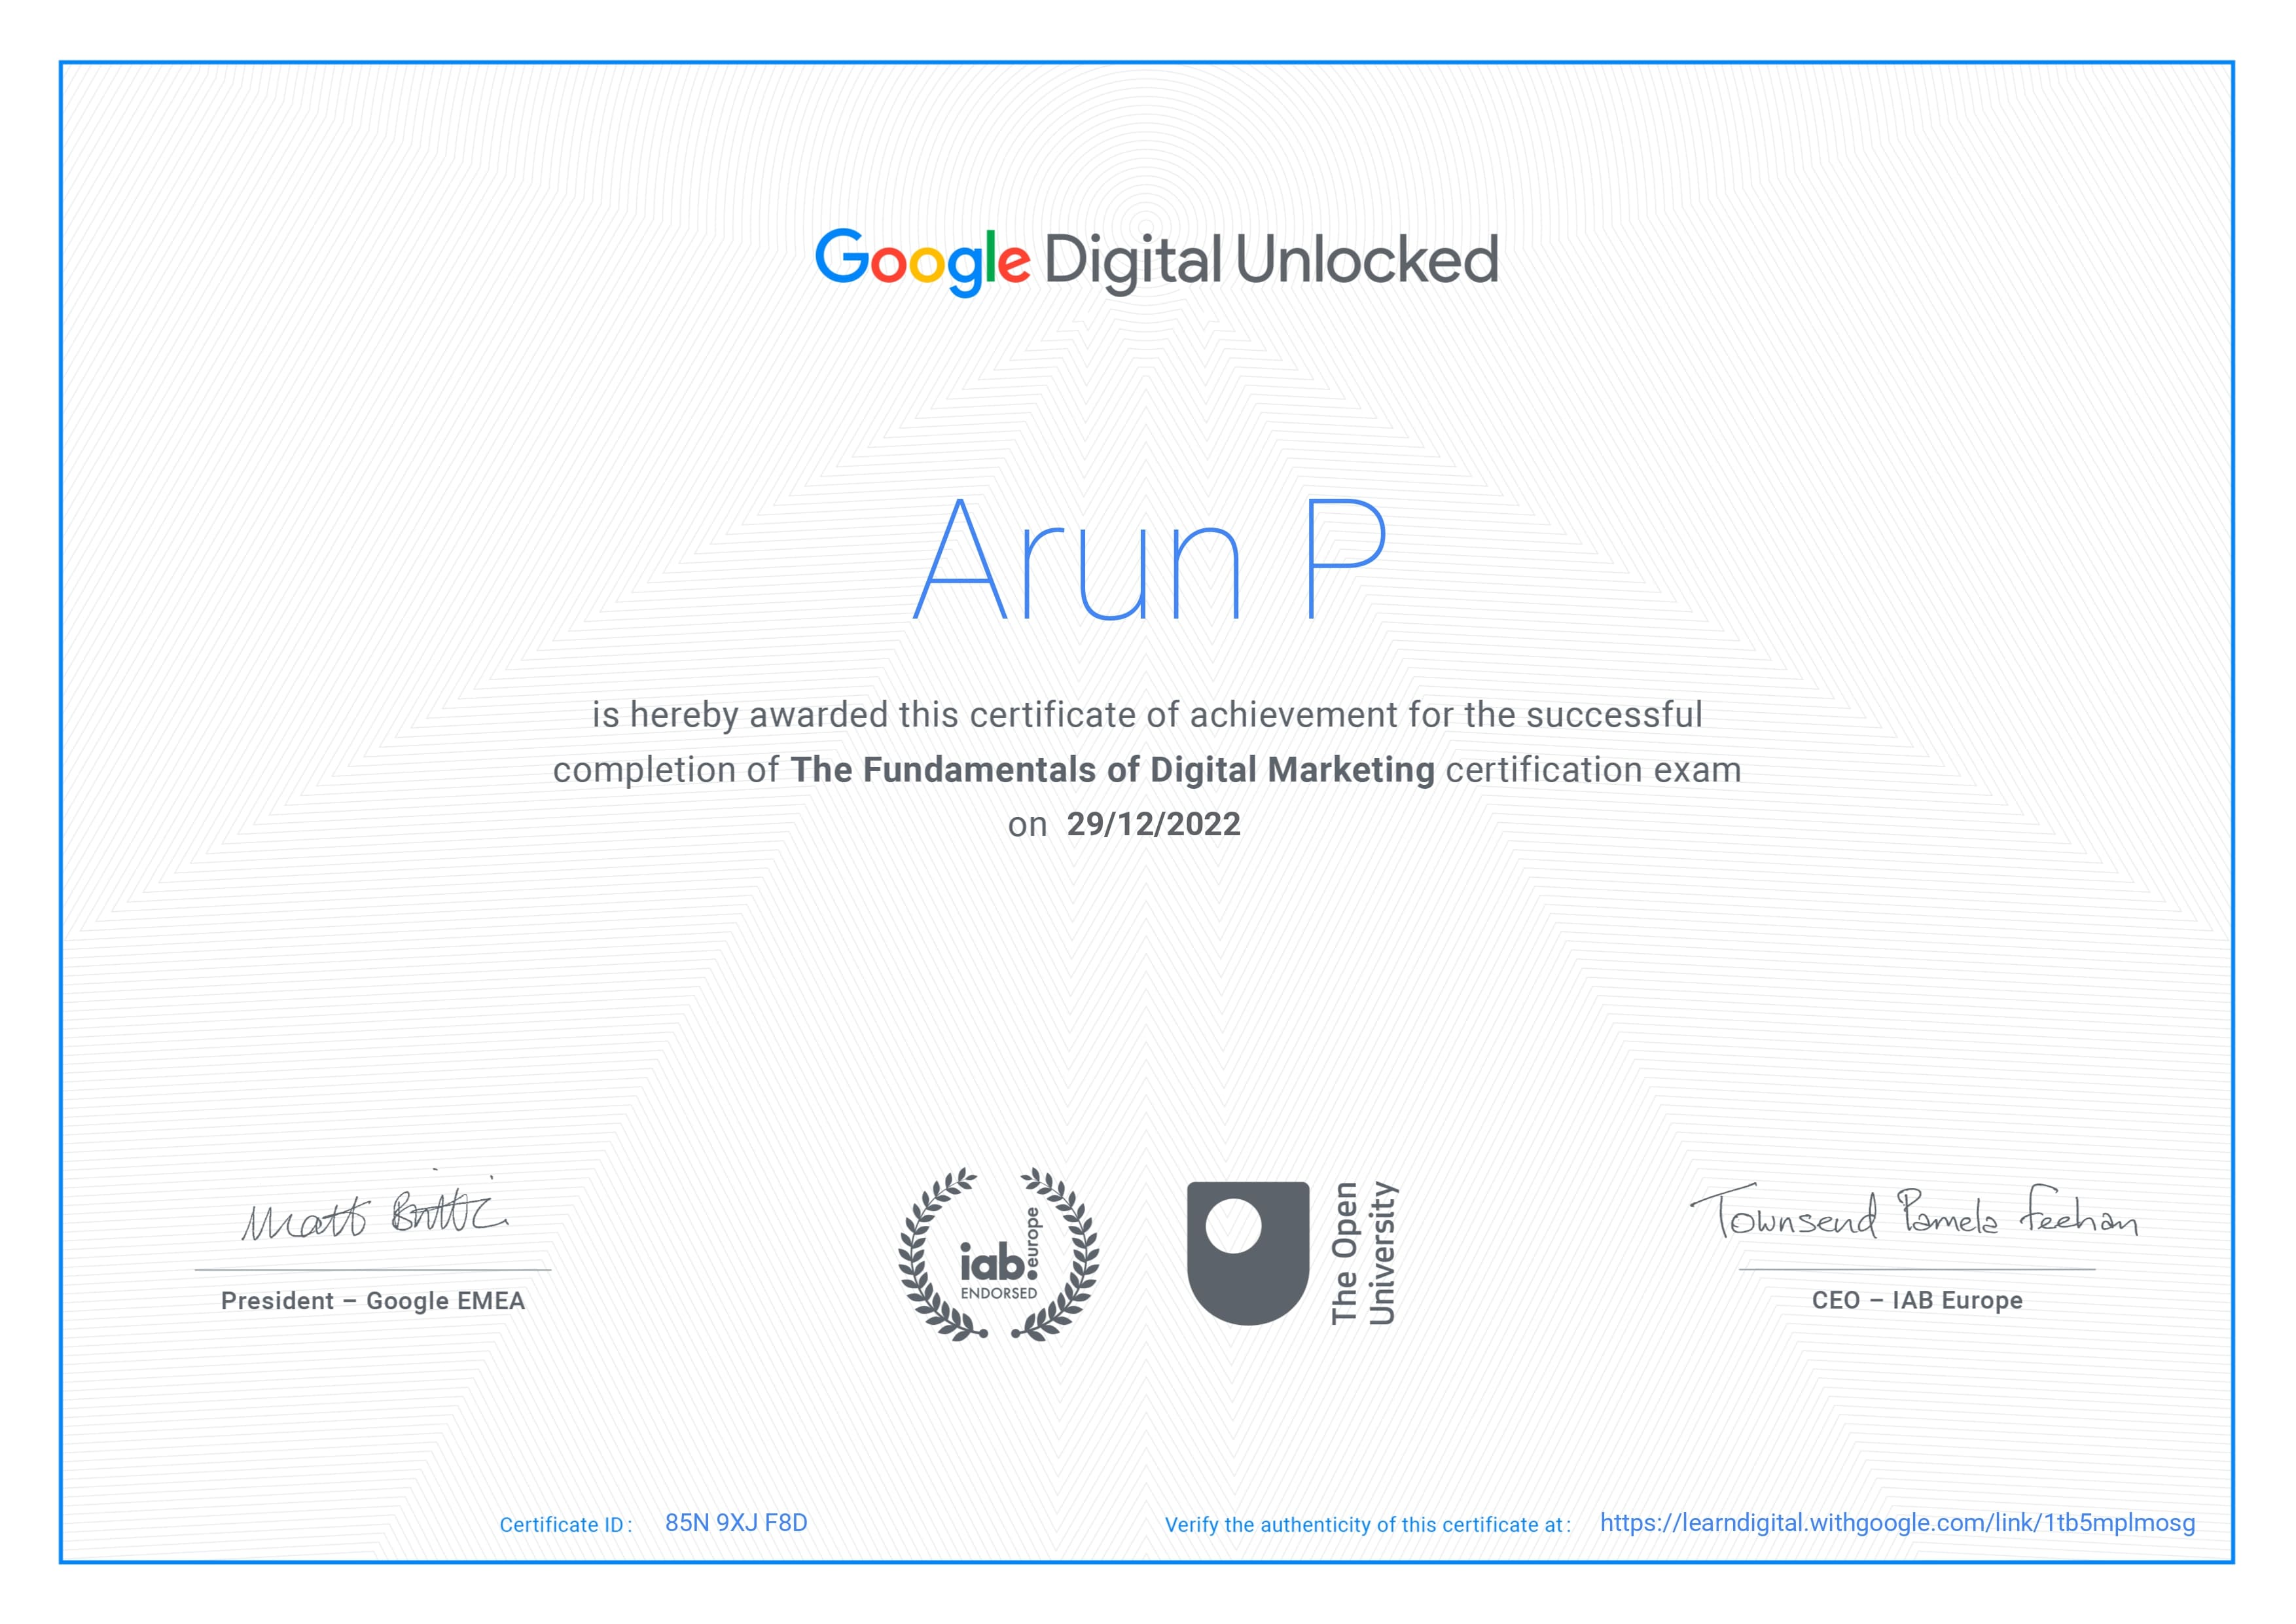 Google Digital Unlocked
Arun P
is hereby awarded this certificate of achievement for the successful
completion of The Fundamentals of Digital Marketing certification exam
on 29/12/2022
Matt Brittin
President – Google EMEA
iab.europe
ENDORSED
The Open
University
Townsend Pamela Feehan
CEO – IAB Europe
Certificate ID : 85N 9XJ F8D
Verify the authenticity of this certificate at : https://learndigital.withgoogle.com/link/1tb5mplmosg